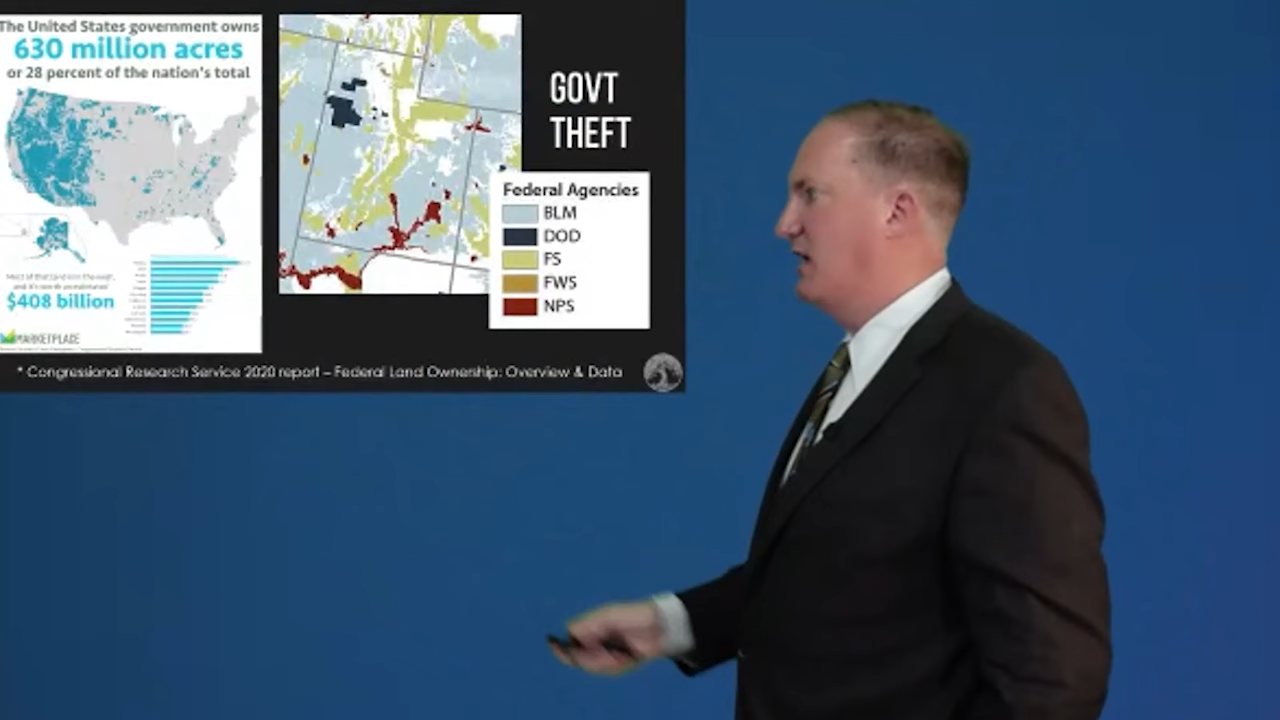 The United States government owns
630 million acres
or 28 percent of the nation's total
$408 billion
MARKETPLACE
GOVT
THEFT
Federal Agencies
BLM
DOD
FS
FWS
NPS
* Congressional Research Service 2020 report – Federal Land Ownership: Overview & Data